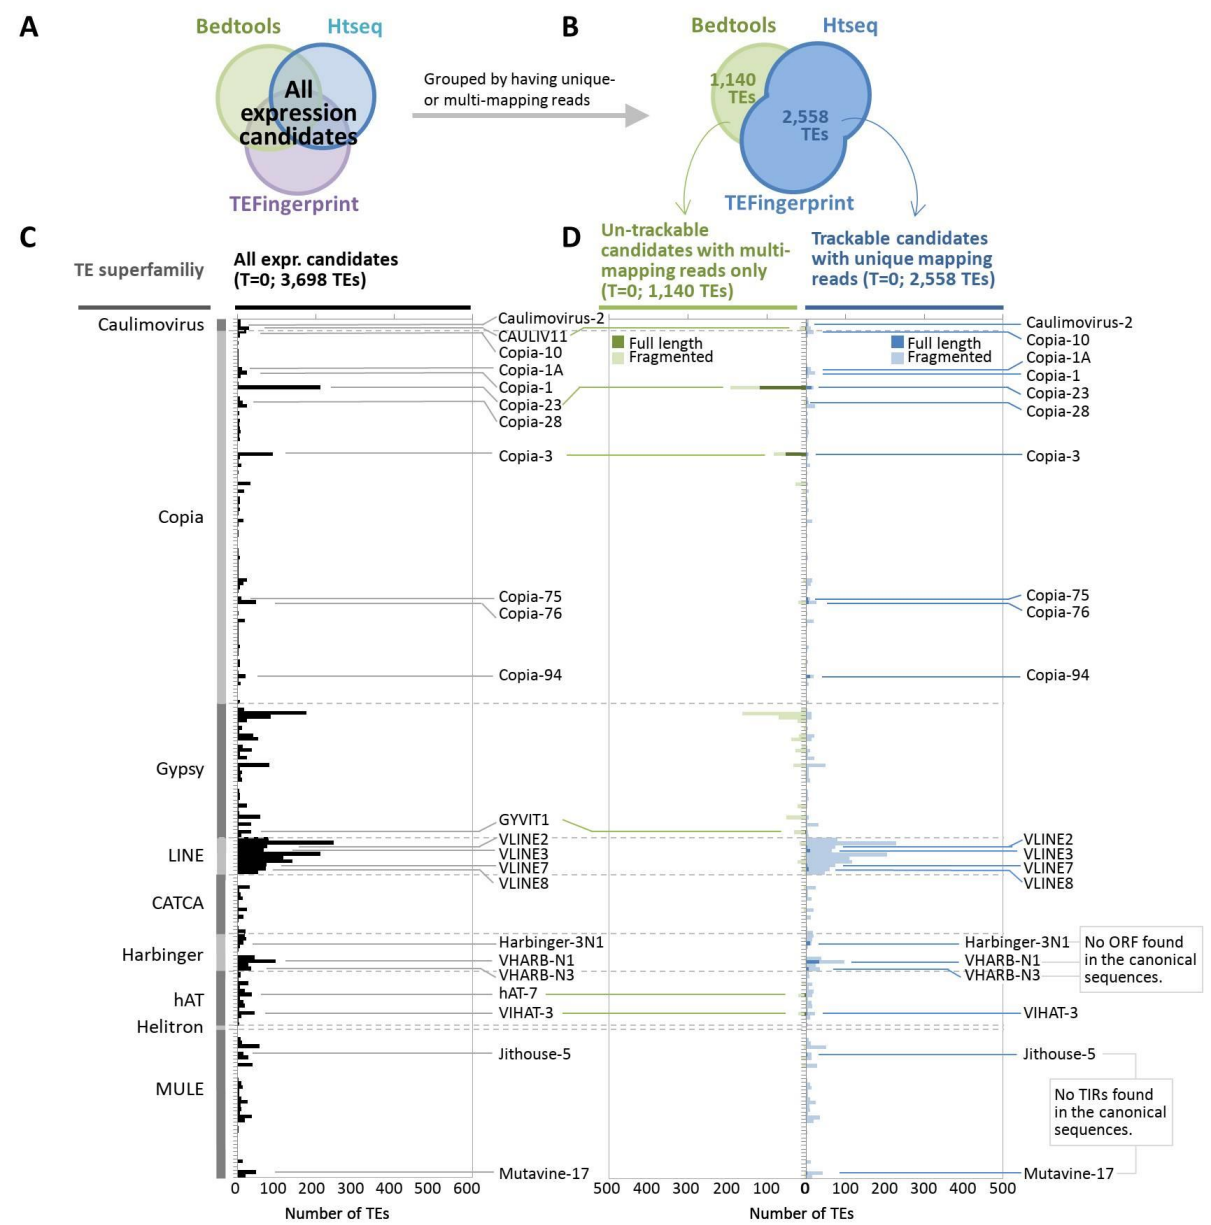 A
Bedtools
Htseq
All
expression
candidates
TEFingerprint
Grouped by having unique-
or multi-mapping reads
B
Bedtools
Htseq
1,140
TEs
2,558
TEs
TEFingerprint
C
TE superfamiliy
All expr. candidates
(T=0; 3,698 TEs)
D
Un-trackable
candidates with multi-
mapping reads only
(T=0; 1,140 TEs)
Trackable candidates
with unique mapping
reads (T=0; 2,558 TEs)
Caulimovirus
Copia
Gypsy
LINE
CATCA
Harbinger
hAT
Helitron
MULE
Caulimovirus-2
CAULIV11
Copia-10
Copia-1A
Copia-1
Copia-23
Copia-28
Copia-3
Copia-75
Copia-76
Copia-94
GYVIT1
VLINE2
VLINE3
VLINE7
VLINE8
Harbinger-3N1
VHARB-N1
VHARB-N3
hAT-7
VIHAT-3
Jithouse-5
Mutavine-17
0 100 200 300 400 500 600
Number of TEs
Full length
Fragmented
Full length
Fragmented
Caulimovirus-2
Copia-10
Copia-1A
Copia-1
Copia-23
Copia-28
Copia-3
Copia-75
Copia-76
Copia-94
VLINE2
VLINE3
VLINE7
VLINE8
Harbinger-3N1
VHARB-N1
VHARB-N3
No ORF found
in the canonical
sequences.
VIHAT-3
Jithouse-5
No TIRs found
in the canonical
sequences.
Mutavine-17
500 400 300 200 100 0 100 200 300 400 500
Number of TEs